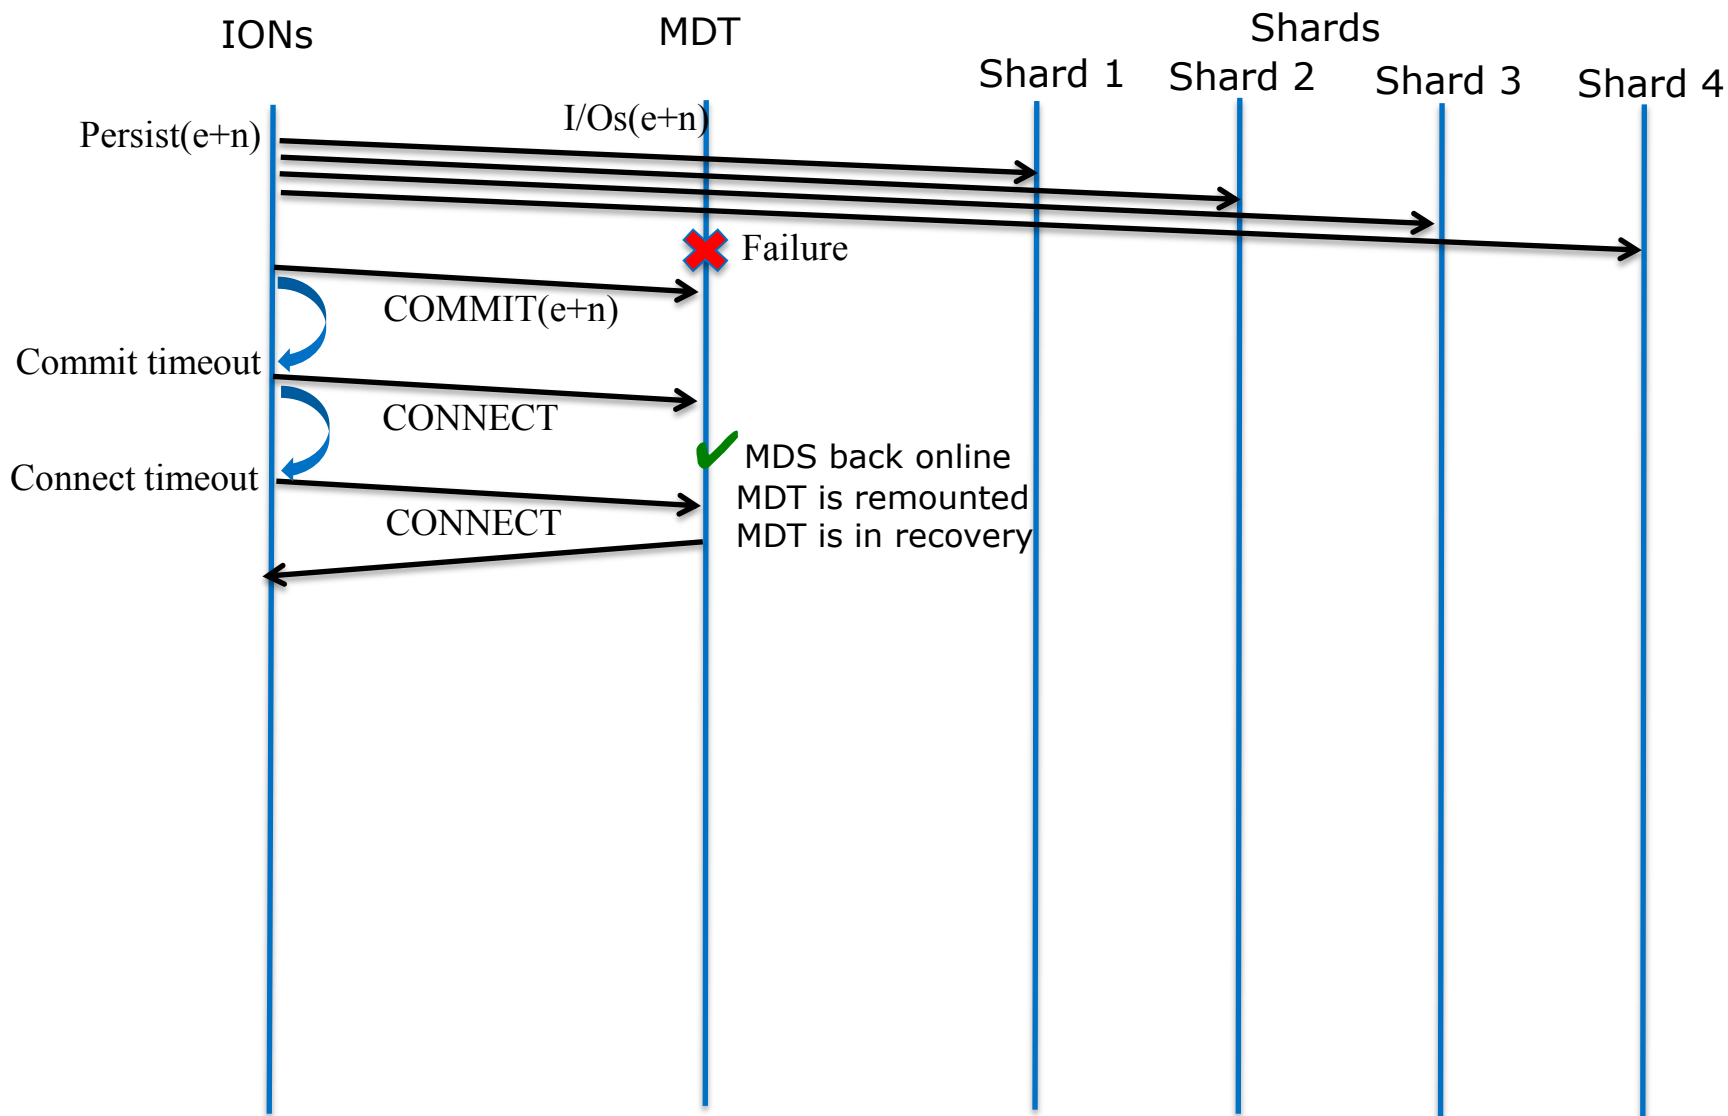 IONs
MDT
Shards
Shard 1
Shard 2
Shard 3
Shard 4
Persist(e+n)
I/Os(e+n)
Failure
COMMIT(e+n)
Commit timeout
CONNECT
MDS back online
Connect timeout
MDT is remounted
CONNECT
MDT is in recovery